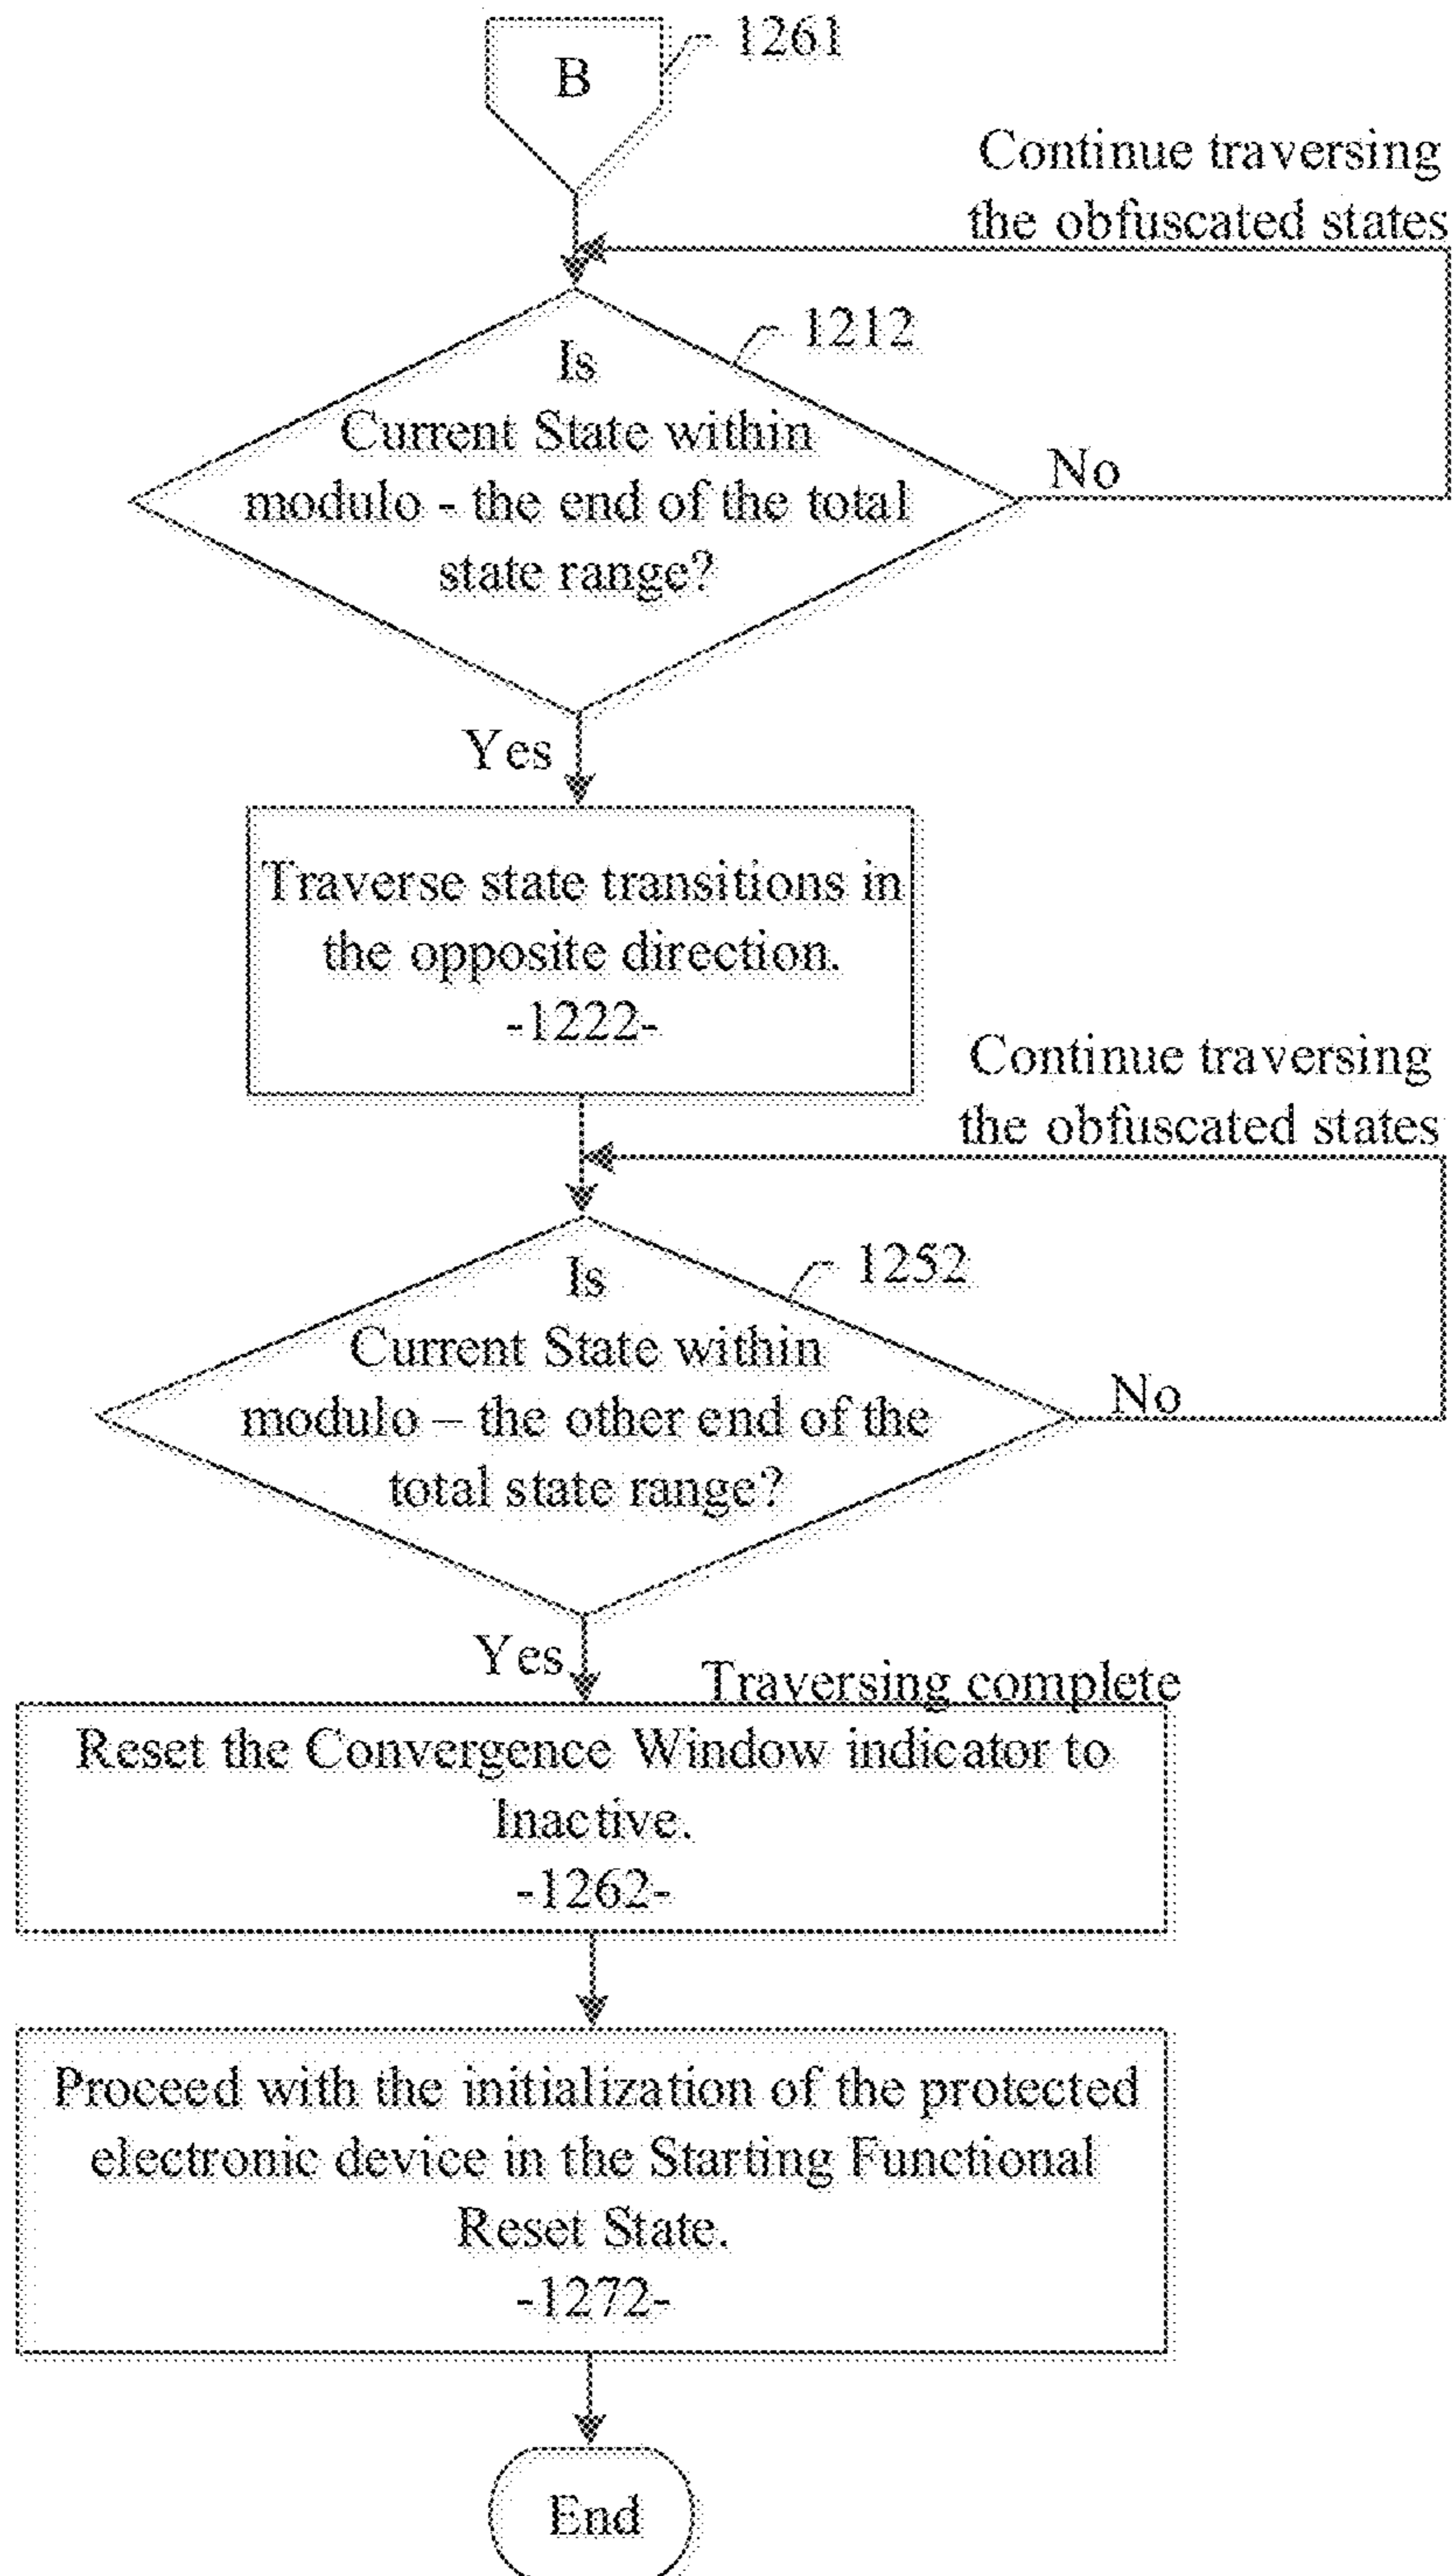 B
1261
Continue traversing
the obfuscated states
1212
Is
Current State within
modulo - the end of the total
state range?
No
Yes
Traverse state transitions in
the opposite direction.
-1222-
Continue traversing
the obfuscated states
1252
Is
Current State within
modulo – the other end of the
total state range?
No
Yes
Traversing complete
Reset the Convergence Window indicator to
Inactive.
-1262-
Proceed with the initialization of the protected
electronic device in the Starting Functional
Reset State.
-1272-
End